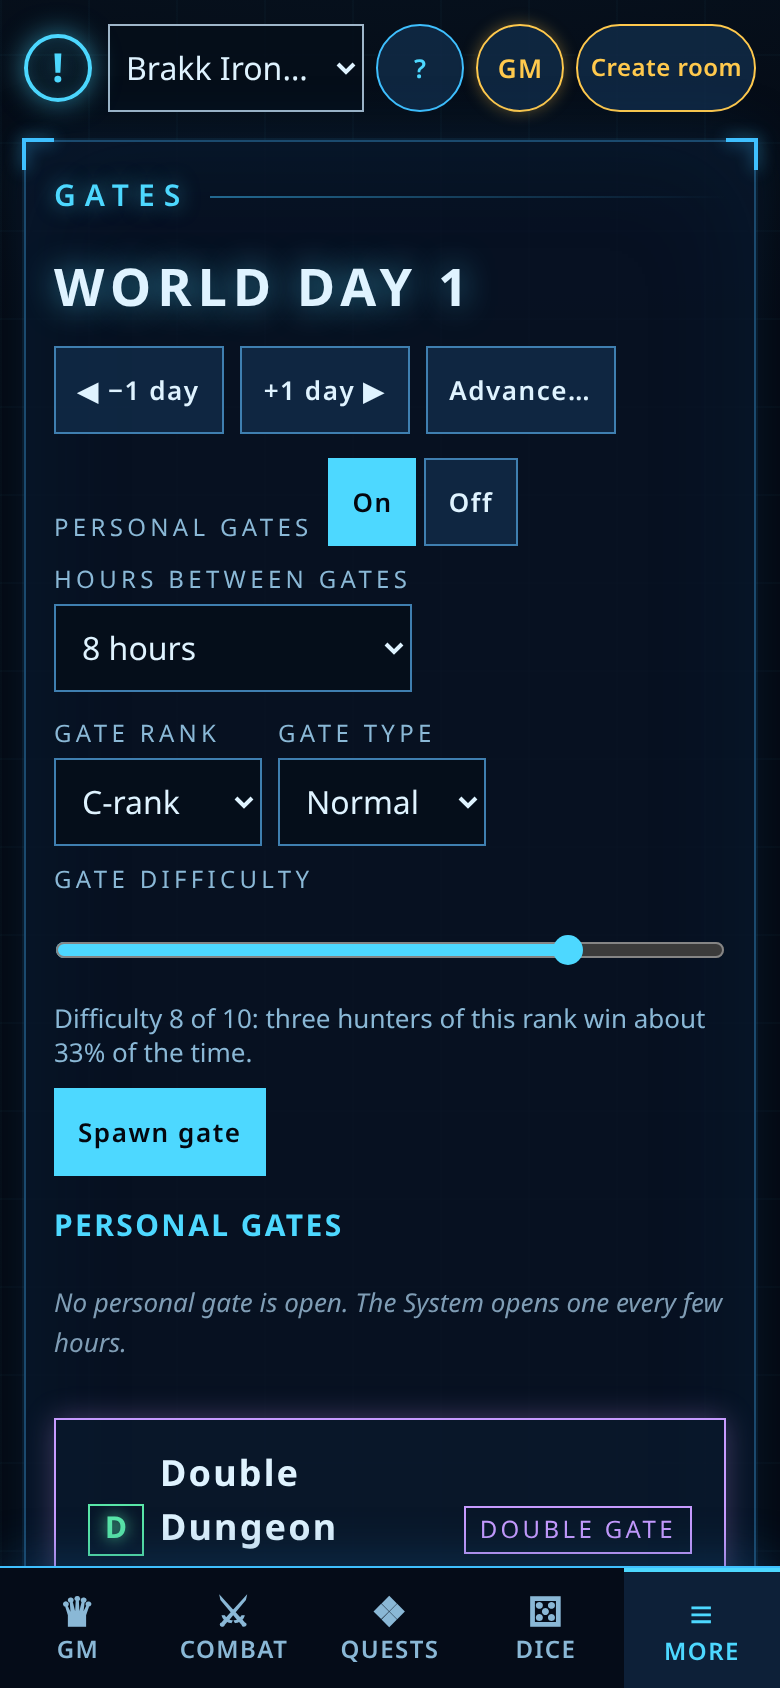 !
Brakk Iron...
?
GM
Create room
GATES
WORLD DAY 1
◀ −1 day
+1 day ▶
Advance...
PERSONAL GATES
On
Off
HOURS BETWEEN GATES
8 hours
GATE RANK
GATE TYPE
C-rank
Normal
GATE DIFFICULTY
Difficulty 8 of 10: three hunters of this rank win about
33% of the time.
Spawn gate
PERSONAL GATES
No personal gate is open. The System opens one every few
hours.
D
Double
Dungeon
DOUBLE GATE
GM
COMBAT
QUESTS
DICE
MORE